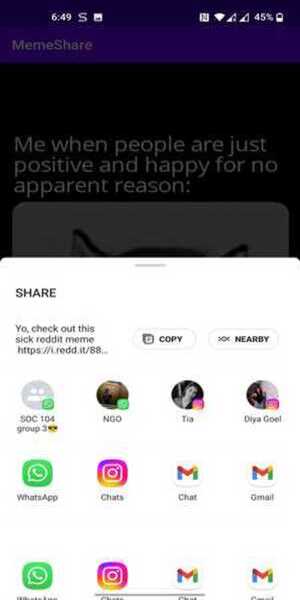 6:49 45%
MemeShare
Me when people are just
positive and happy for no
apparent reason:
SHARE
Yo, check out this
sick reddit meme
https://i.redd.it/88...
COPY
NEARBY
SOC 104
group 3😎
NGO
Tia
Diya Goel
WhatsApp
Chats
Chat
Gmail
WhatsApp
Chats
Chat
Gmail